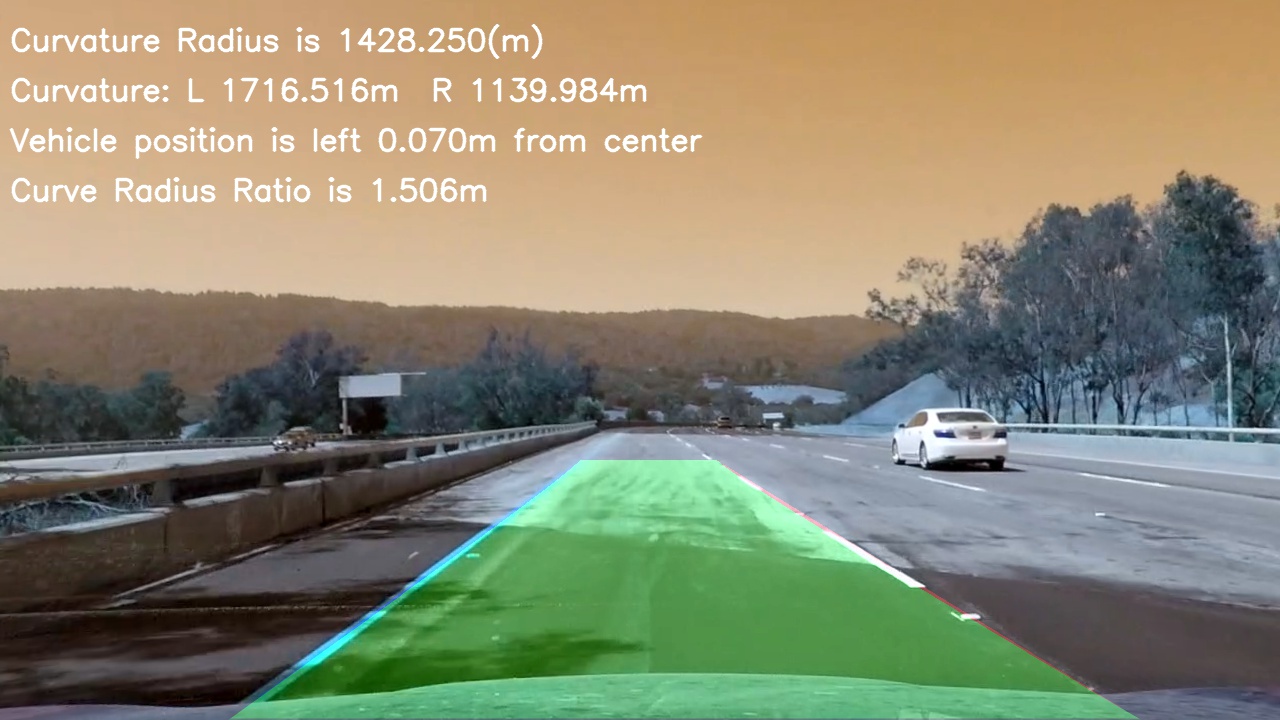 Curvature Radius is 1428.250(m)
Curvature: L 1716.516m R 1139.984m
Vehicle position is left 0.070m from center
Curve Radius Ratio is 1.506m